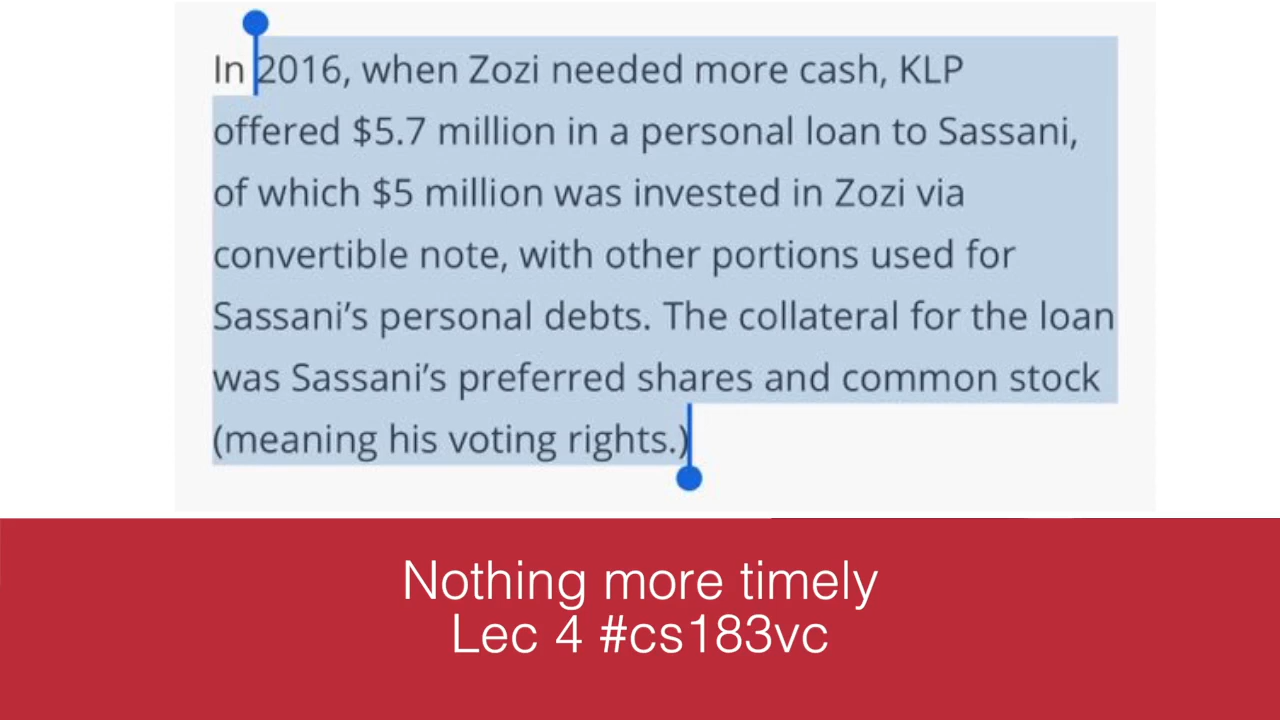 In 2016, when Zozi needed more cash, KLP
offered $5.7 million in a personal loan to Sassani,
of which $5 million was invested in Zozi via
convertible note, with other portions used for
Sassani’s personal debts. The collateral for the loan
was Sassani’s preferred shares and common stock
(meaning his voting rights.)
Nothing more timely
Lec 4 #cs183vc